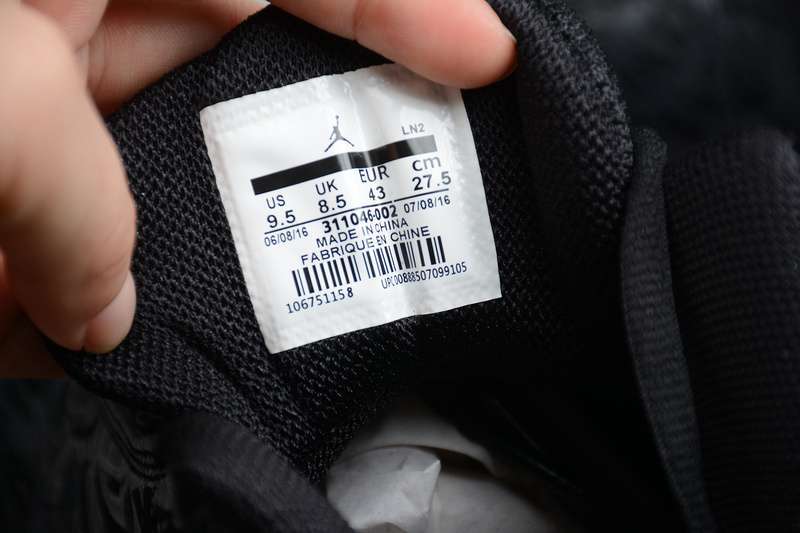 LN2
US UK EUR cm
9.5 8.5 43 27.5
06/08/16 311046-002 07/08/16
MADE IN CHINA
FABRIQUE EN CHINE
106751158 UPC00888507099105